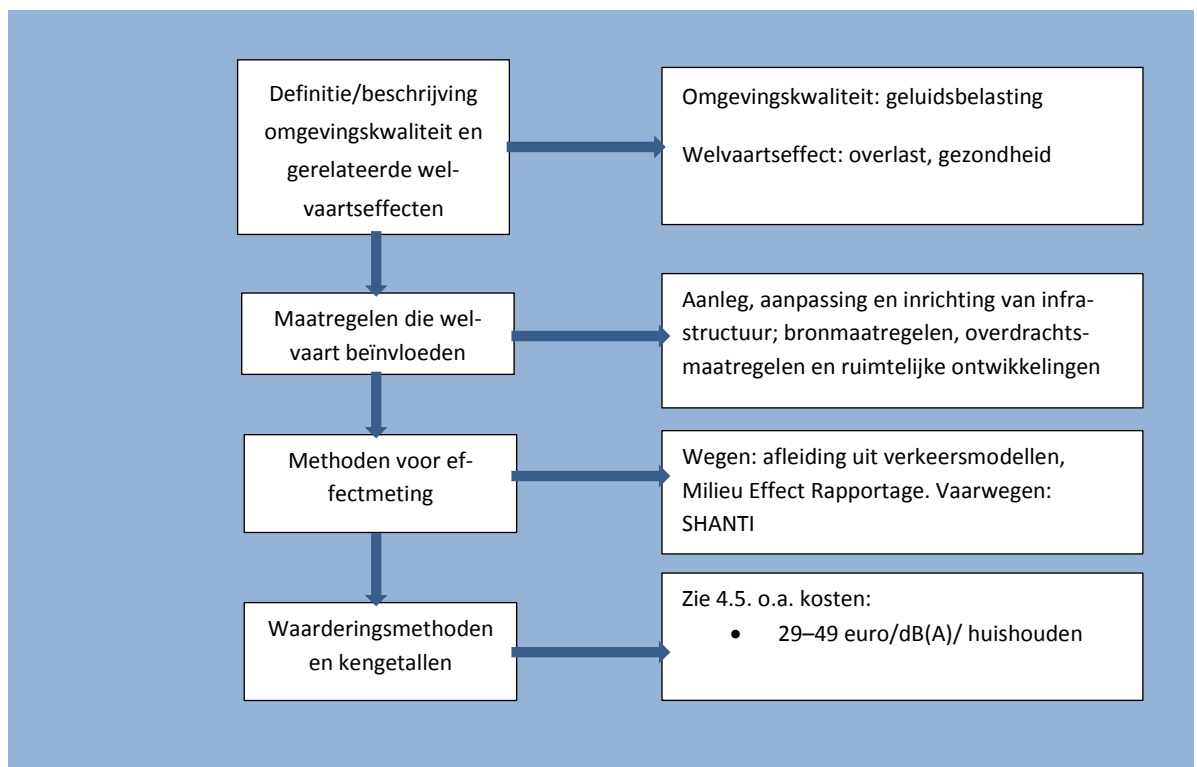 Definitie/beschrijving
omgevingskwaliteit en
gerelateerde wel-
vaartseffecten
Omgevingskwaliteit: geluidsbelasting
Welvaartseffect: overlast, gezondheid
Maatregelen die wel-
vaart beïnvloeden
Aanleg, aanpassing en inrichting van infra-
structuur; bronmaatregelen, overdrachts-
maatregelen en ruimtelijke ontwikkelingen
Methoden voor ef-
fectmeting
Wegen: afleiding uit verkeersmodellen,
Milieu Effect Rapportage. Vaarwegen:
SHANTI
Waarderingsmethoden
en kengetallen
Zie 4.5. o.a. kosten:
• 29–49 euro/dB(A)/ huishouden